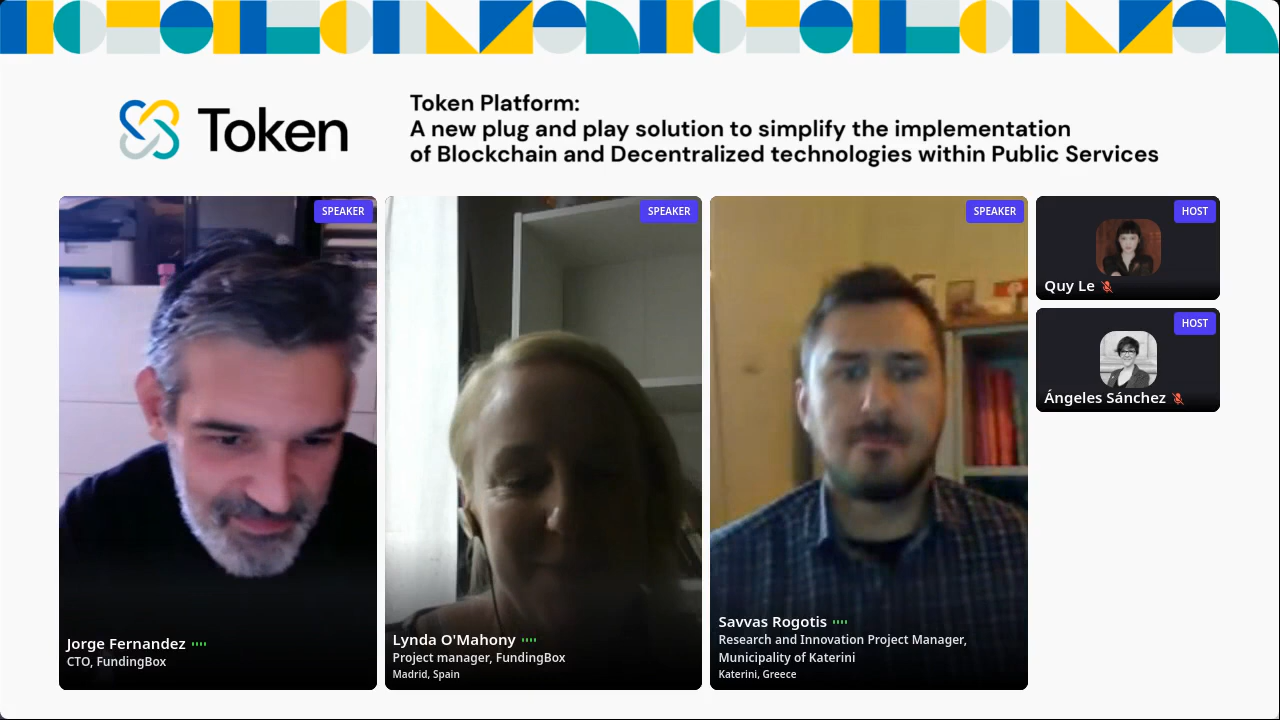 Token
Token Platform:
A new plug and play solution to simplify the implementation
of Blockchain and Decentralized technologies within Public Services
SPEAKER
Jorge Fernandez
CTO, FundingBox
SPEAKER
Lynda O'Mahony
Project manager, FundingBox
Madrid, Spain
SPEAKER
Savvas Rogotis
Research and Innovation Project Manager,
Municipality of Katerini
Katerini, Greece
HOST
Quy Le
HOST
Ángeles Sánchez